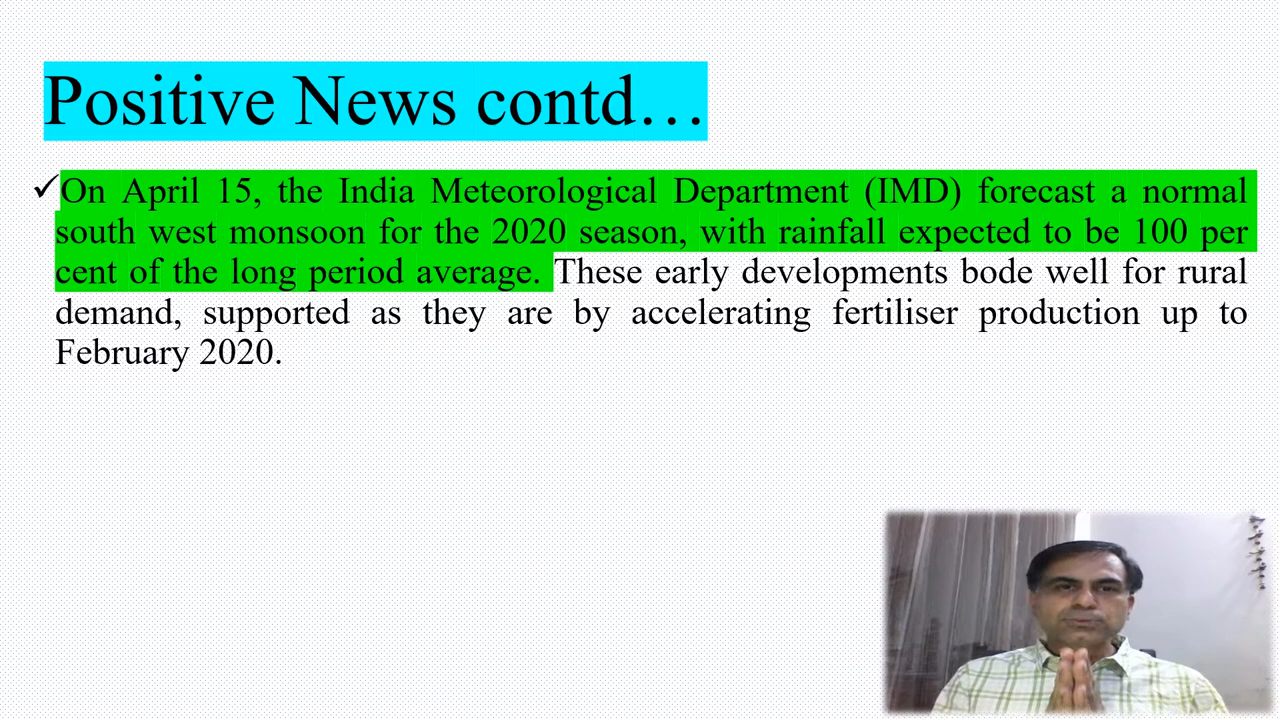 Positive News contd…
✓On April 15, the India Meteorological Department (IMD) forecast a normal
south west monsoon for the 2020 season, with rainfall expected to be 100 per
cent of the long period average. These early developments bode well for rural
demand, supported as they are by accelerating fertiliser production up to
February 2020.